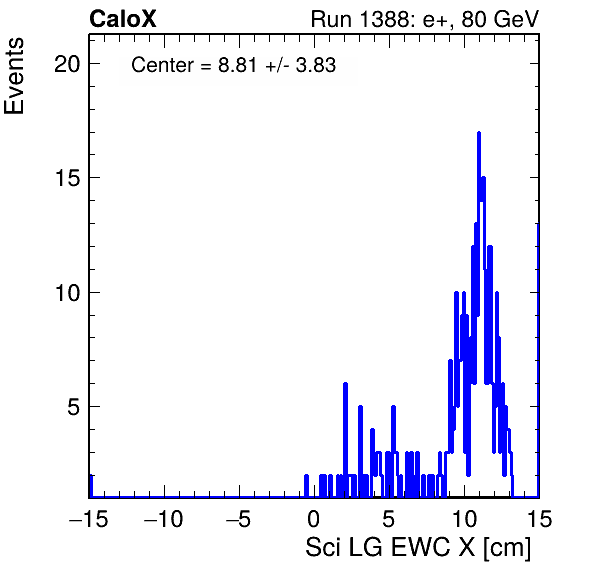 CaloX Run 1388: e+, 80 GeV
Center = 8.81 +/- 3.83
Events
20
15
10
5
−15 −10 −5 0 5 10 15
Sci LG EWC X [cm]